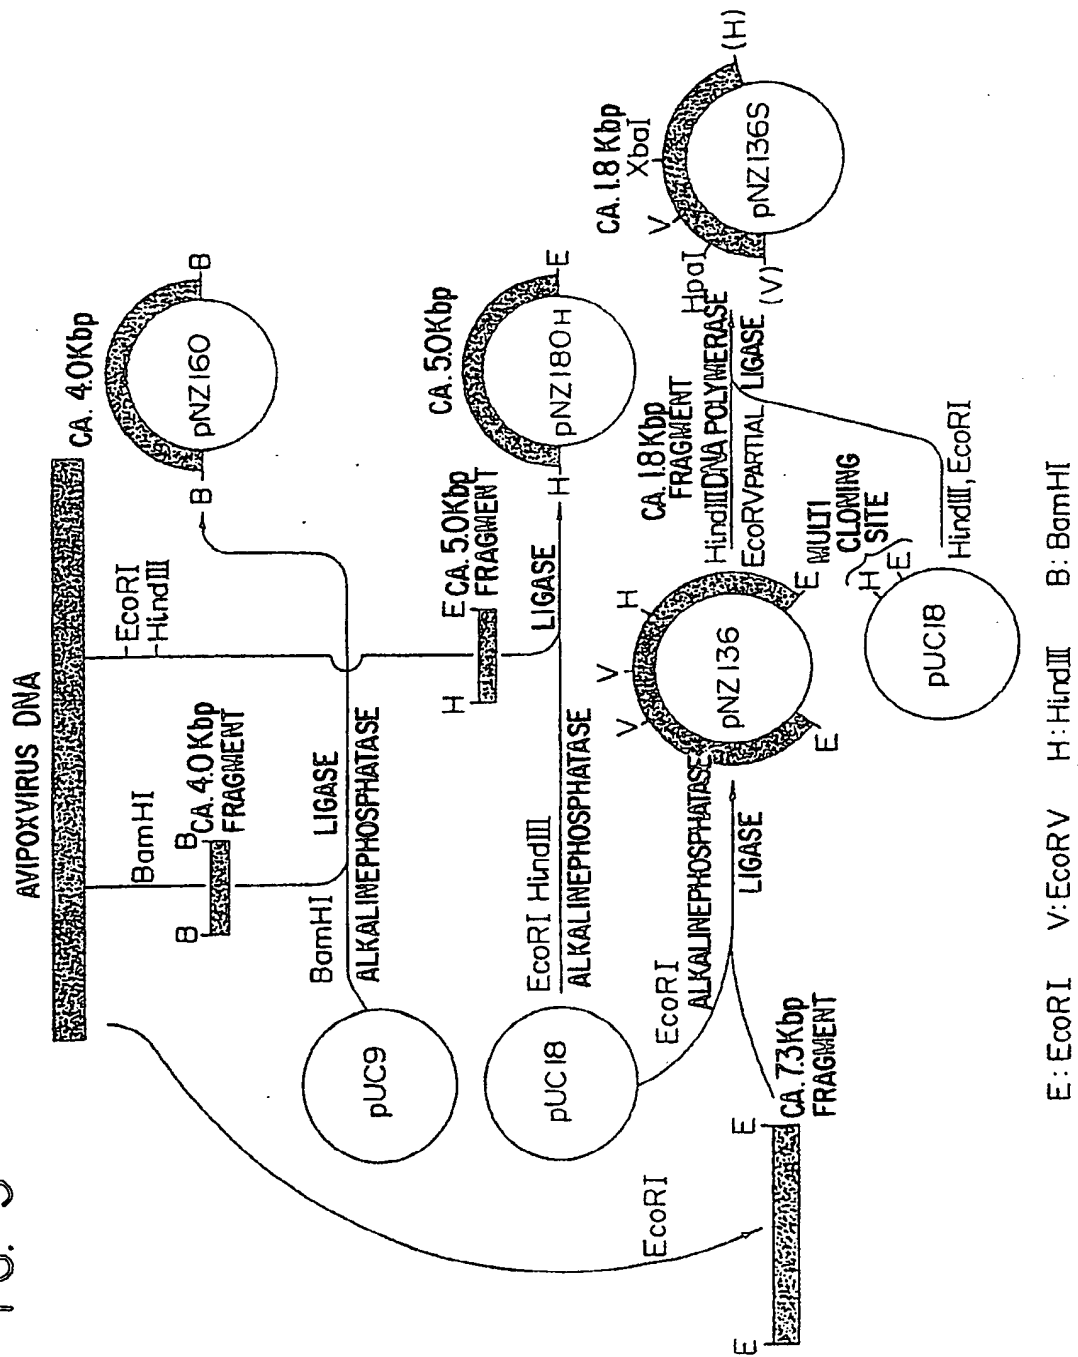 AVIPOXVIRUS DNA
BamHI
B
B
CA. 4.0 Kbp
FRAGMENT
EcoRI
HindIII
CA. 4.0Kbp
BamHI
LIGASE
ALKALINEPHOSPHATASE
pUC9
B
pNZ160
B
H
E
CA. 5.0Kbp
FRAGMENT
EcoRI HindIII
ALKALINEPHOSPHATASE
LIGASE
pUC18
CA. 5.0Kbp
H
pNZ180H
E
EcoRI
E
E
CA. 7.3Kbp
FRAGMENT
EcoRI
ALKALINEPHOSPHATASE
LIGASE
V
V
H
pNZ136
E
E
MULTI
CLONING
SITE
H
E
pUC18
HindIII, EcoRI
CA. 1.8Kbp
FRAGMENT
HindIII DNA POLYMERASE
EcoRV PARTIAL LIGASE
CA. 1.8 Kbp
HpaI
V
XbaI
(V)
pNZ136S
(H)
E: EcoRI V: EcoRV H: HindIII B: BamHI